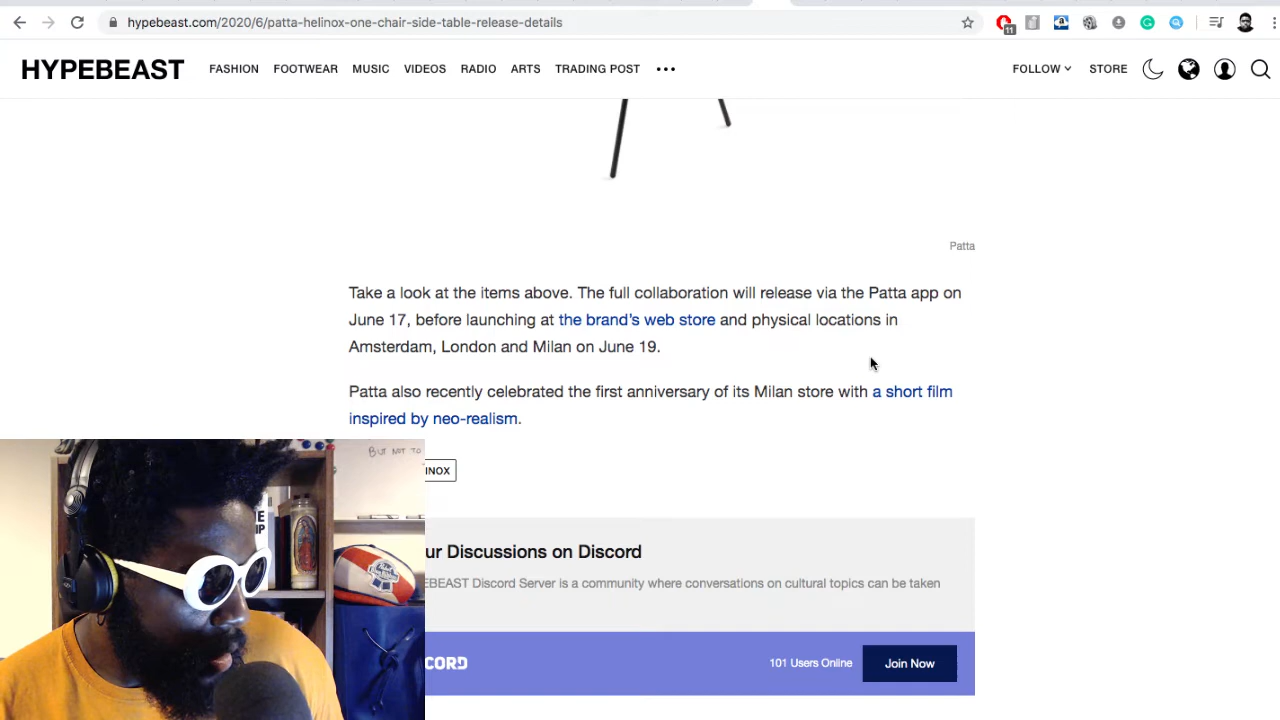 hypebeast.com/2020/6/patta-helinox-one-chair-side-table-release-details
11
HYPEBEAST FASHION FOOTWEAR MUSIC VIDEOS RADIO ARTS TRADING POST ••• FOLLOW STORE
Patta
Take a look at the items above. The full collaboration will release via the Patta app on
June 17, before launching at the brand's web store and physical locations in
Amsterdam, London and Milan on June 19.
Patta also recently celebrated the first anniversary of its Milan store with a short film
inspired by neo-realism.
BUT NOT TO
INOX
ur Discussions on Discord
EBEAST Discord Server is a community where conversations on cultural topics can be taken
CORD 101 Users Online Join Now